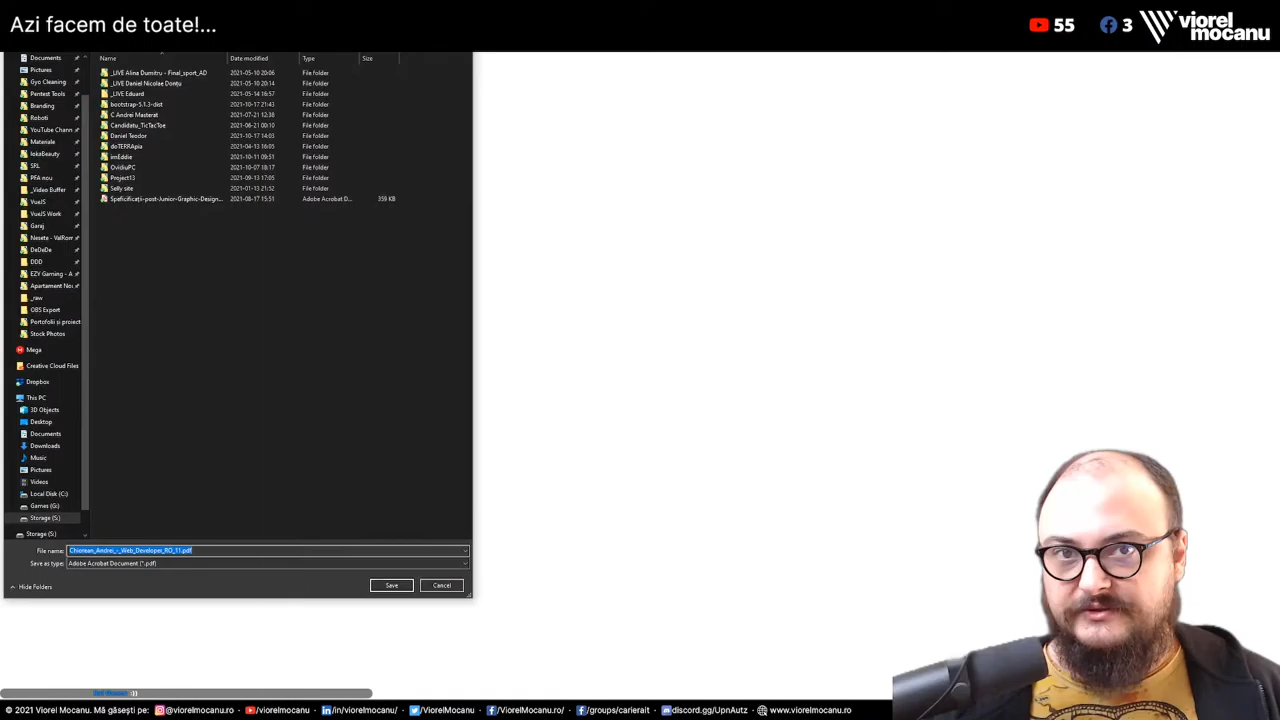 Azi facem de toate!...
55
3
viorel
mocanu
Name
Date modified
Type
Size
Documents
Pictures
Gyo Cleaning
Pentest Tools
Branding
Roboti
YouTube Chann
Materiale
IoksBeauty
SRL
PFA nou
_Video Buffer
VuxJS
VuxJS Work
Garaj
Nesete - ValRom
DeDeDe
DDD
EZY Gaming - A
Apartament Nou
_raw
OBS Export
Portofolii și proiect
Stock Photos
Mega
Creative Cloud Files
Dropbox
This PC
3D Objects
Desktop
Documents
Downloads
Music
Pictures
Videos
Local Disk (C:)
Games (G:)
Storage (S:)
Storage (S:)
_LIVE Alina Dumitru - Final_sport_AD 2021-05-10 20:06 File folder
_LIVE Daniel Nicolae Donțu 2021-05-10 20:14 File folder
_LIVE Eduard 2021-05-14 16:57 File folder
bootstrap-5.1.3-dist 2021-10-17 21:43 File folder
C Andrei Masterat 2021-07-21 12:38 File folder
Candidatu_TicTacToe 2021-06-21 00:10 File folder
Daniel Teodor 2021-10-17 14:03 File folder
doTERRApia 2021-04-13 18:05 File folder
imEddie 2021-10-11 09:51 File folder
OvidiuPC 2021-10-07 18:17 File folder
Project13 2021-09-13 17:05 File folder
Selly site 2021-01-13 21:52 File folder
Speficificații-post-Junior-Graphic-Design... 2021-08-17 15:51 Adobe Acrobat D... 359 KB
File name: Chiorean_Andrei_-_Web_Developer_RO_11.pdf
Save as type: Adobe Acrobat Document (*.pdf)
Hide Folders
Save
Cancel
:))
© 2021 Viorel Mocanu. Mă găsești pe: @viorelmocanu /viorelmocanu /in/viorelmocanu/ /ViorelMocanu /ViorelMocanu.ro/ /groups/carierait discord.gg/UpnAutz www.viorelmocanu.ro